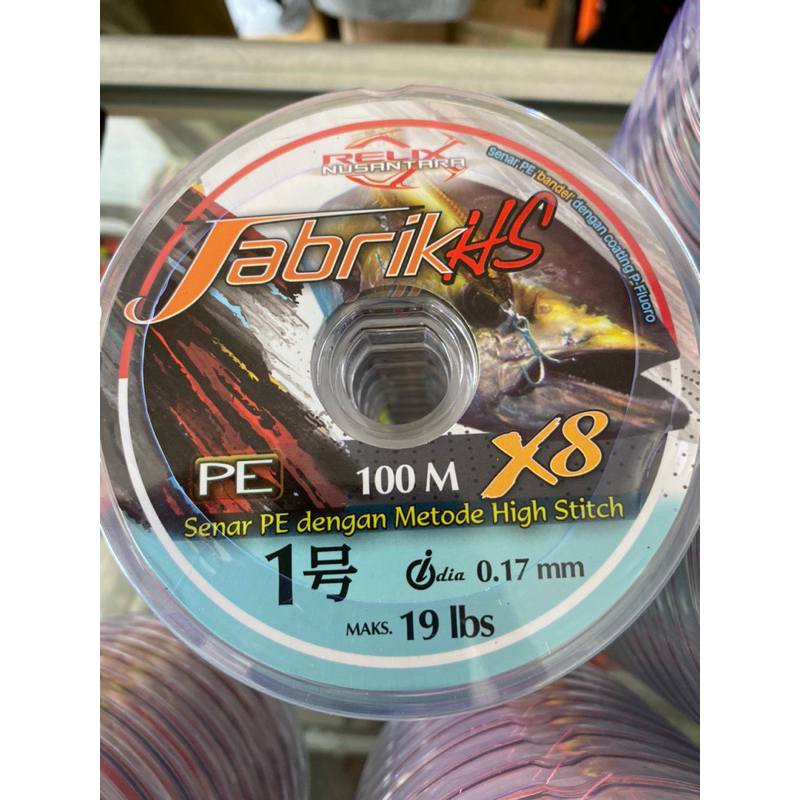 RELIX
NUSANTARA
Senar PE 'bandel' dengan coating P-Fluoro
JabrikHS
PE
100 M
X8
Senar PE dengan Metode High Stitch
1号
dia 0.17 mm
MAKS. 19 lbs